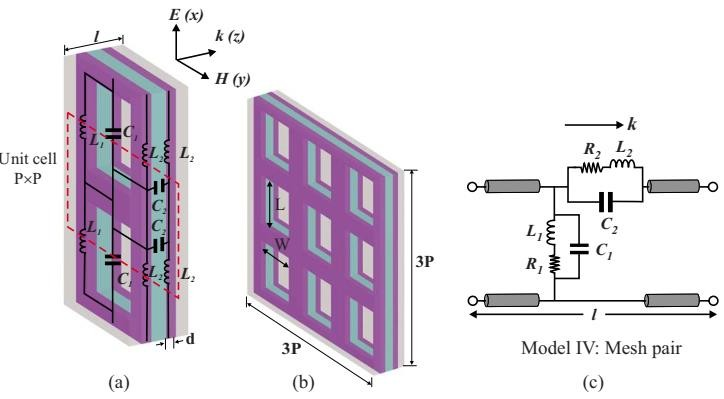 l
E (x)
k (z)
H (y)
Unit cell
P×P
L₁
C₁
L₂
L₂
C₂
C₂
L₁
C₁
L₂
L₂
d
(a)
L
W
3P
3P
(b)
k
R₂
L₂
C₂
L₁
R₁
C₁
l
Model IV: Mesh pair
(c)